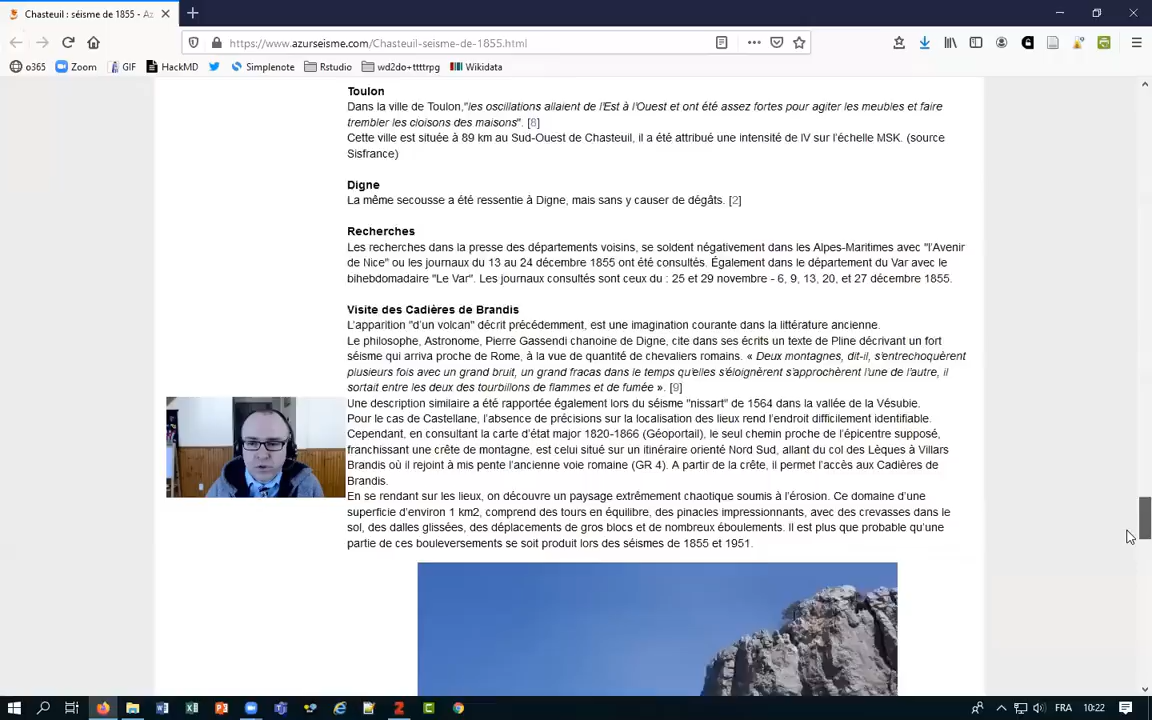 Chasteuil : séisme de 1855 - Az
https://www.azurseisme.com/Chasteuil-seisme-de-1855.html
o365 Zoom GIF HackMD Simplenote Rstudio wd2do+ttttrpg Wikidata
Toulon
Dans la ville de Toulon,"les oscillations allaient de l'Est à l'Ouest et ont été assez fortes pour agiter les meubles et faire
trembler les cloisons des maisons". [8]
Cette ville est située à 89 km au Sud-Ouest de Chasteuil, il a été attribué une intensité de IV sur l'échelle MSK. (source
Sisfrance)
Digne
La même secousse a été ressentie à Digne, mais sans y causer de dégâts. [2]
Recherches
Les recherches dans la presse des départements voisins, se soldent négativement dans les Alpes-Maritimes avec "l'Avenir
de Nice" ou les journaux du 13 au 24 décembre 1855 ont été consultés. Également dans le département du Var avec le
bihebdomadaire "Le Var". Les journaux consultés sont ceux du : 25 et 29 novembre - 6, 9, 13, 20, et 27 décembre 1855.
Visite des Cadières de Brandis
L'apparition "d'un volcan" décrit précédemment, est une imagination courante dans la littérature ancienne.
Le philosophe, Astronome, Pierre Gassendi chanoine de Digne, cite dans ses écrits un texte de Pline décrivant un fort
séisme qui arriva proche de Rome, à la vue de quantité de chevaliers romains. « Deux montagnes, dit-il, s'entrechoquèrent
plusieurs fois avec un grand bruit, un grand fracas dans le temps qu'elles s'éloignèrent s'approchèrent l'une de l'autre, il
sortait entre les deux des tourbillons de flammes et de fumée ». [9]
Une description similaire a été rapportée également lors du séisme "nissart" de 1564 dans la vallée de la Vésubie.
Pour le cas de Castellane, l'absence de précisions sur la localisation des lieux rend l'endroit difficilement identifiable.
Cependant, en consultant la carte d'état major 1820-1866 (Géoportail), le seul chemin proche de l'épicentre supposé,
franchissant une crête de montagne, est celui situé sur un itinéraire orienté Nord Sud, allant du col des Lèques à Villars
Brandis où il rejoint à mis pente l'ancienne voie romaine (GR 4). A partir de la crête, il permet l'accès aux Cadières de
Brandis.
En se rendant sur les lieux, on découvre un paysage extrêmement chaotique soumis à l'érosion. Ce domaine d'une
superficie d'environ 1 km2, comprend des tours en équilibre, des pinacles impressionnants, avec des crevasses dans le
sol, des dalles glissées, des déplacements de gros blocs et de nombreux éboulements. Il est plus que probable qu'une
partie de ces bouleversements se soit produit lors des séismes de 1855 et 1951.
FRA 10:22